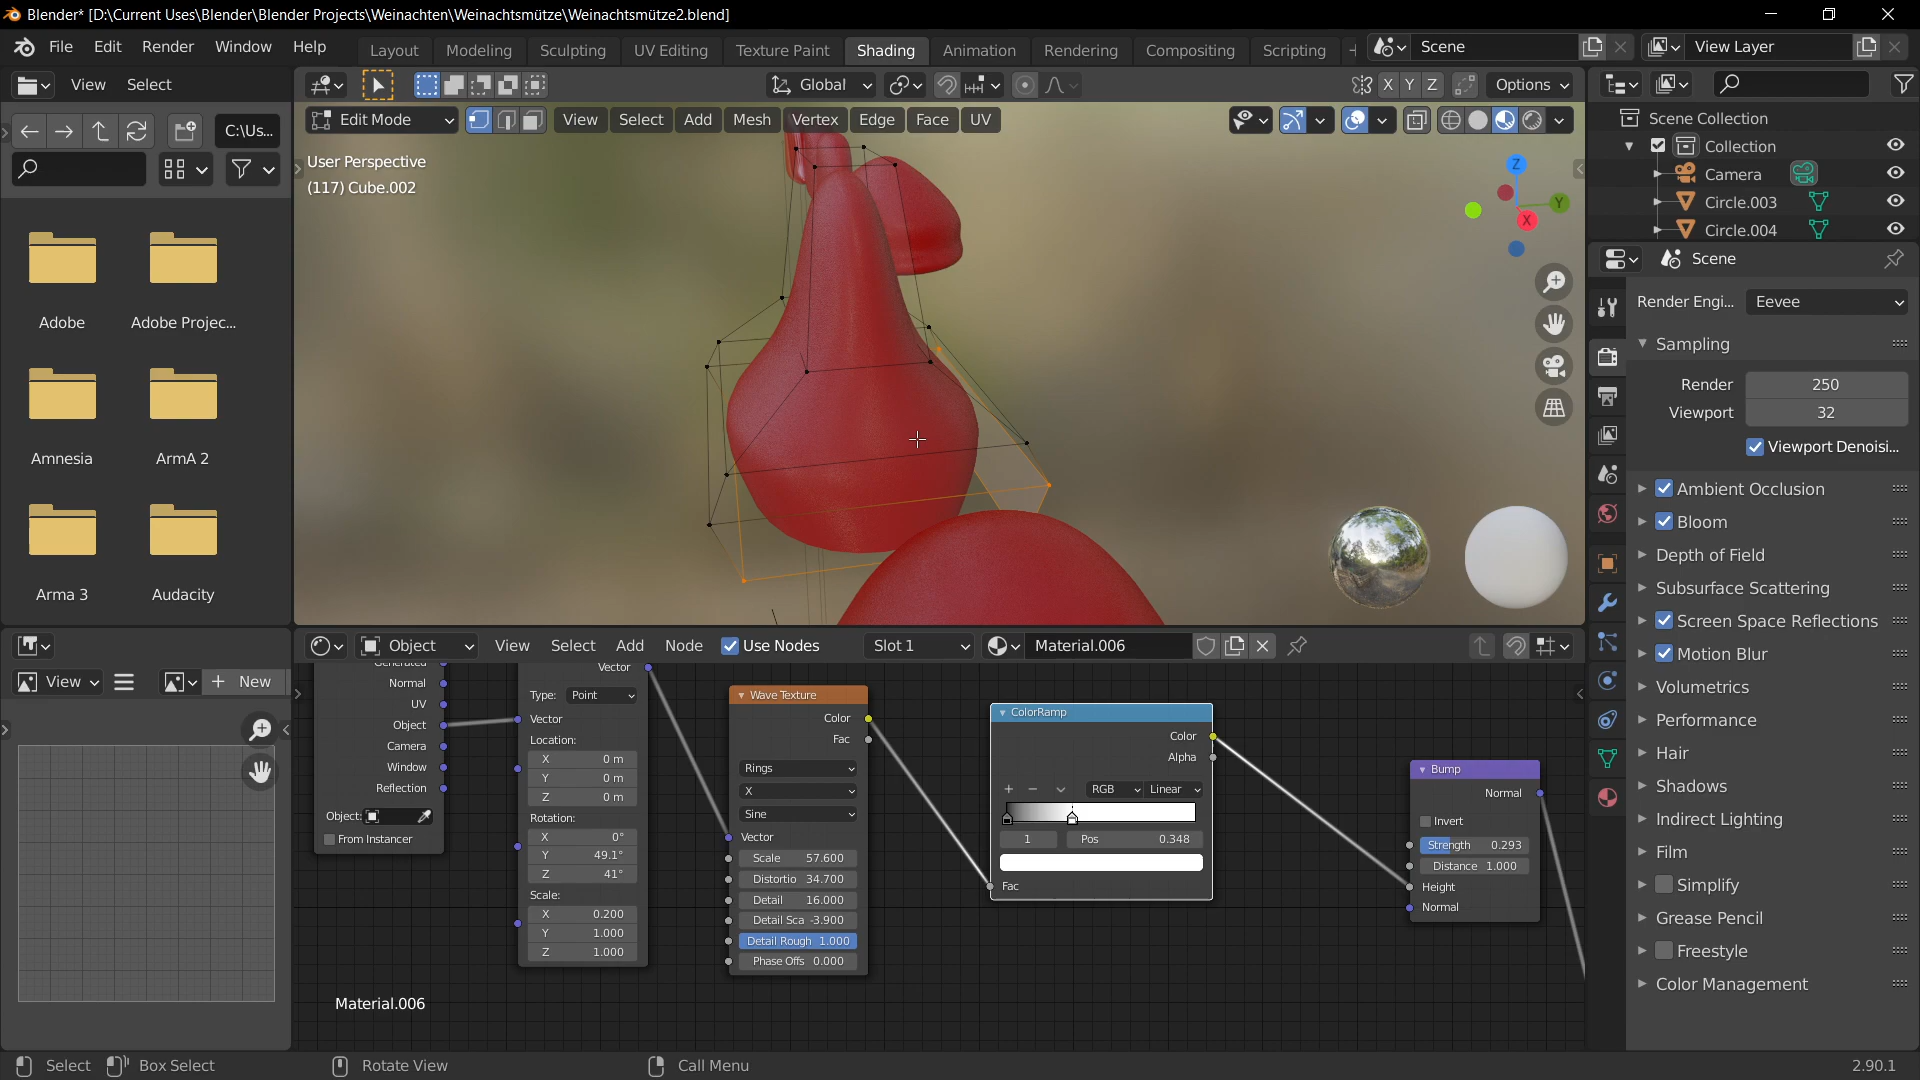 Blender* [D:\Current Uses\Blender\Blender Projects\Weinachten\Weinachtsmütze\Weinachtsmütze2.blend]
File Edit Render Window Help Layout Modeling Sculpting UV Editing Texture Paint Shading Animation Rendering Compositing Scripting Scene View Layer
View Select Global X Y Z Options
Edit Mode View Select Add Mesh Vertex Edge Face UV
Scene Collection
C:\Us...
Collection
User Perspective
(117) Cube.002
Camera
Circle.003
Circle.004
Z
Y
X
Scene
Render Engi... Eevee
Adobe Adobe Projec...
Sampling
Render 250
Viewport 32
Viewport Denoisi...
Amnesia ArmA 2
Ambient Occlusion
Bloom
Depth of Field
Subsurface Scattering
Arma 3 Audacity
Screen Space Reflections
Motion Blur
Volumetrics
Performance
Hair
Shadows
Indirect Lighting
Film
Simplify
Grease Pencil
Freestyle
Color Management
Object View Select Add Node Use Nodes Slot 1 Material.006
View New
Generated
Normal
UV
Object
Camera
Window
Reflection
Object:
From Instancer
Vector
Type: Point
Vector
Location:
X 0 m
Y 0 m
Z 0 m
Rotation:
X 0°
Y 49.1°
Z 41°
Scale:
X 0.200
Y 1.000
Z 1.000
Wave Texture
Color
Fac
Rings
X
Sine
Vector
Scale 57.600
Distortio 34.700
Detail 16.000
Detail Sca -3.900
Detail Rough 1.000
Phase Offs 0.000
ColorRamp
Color
Alpha
RGB Linear
1 Pos 0.348
Fac
Bump
Normal
Invert
Strength 0.293
Distance 1.000
Height
Normal
Material.006
Select Box Select Rotate View Call Menu 2.90.1